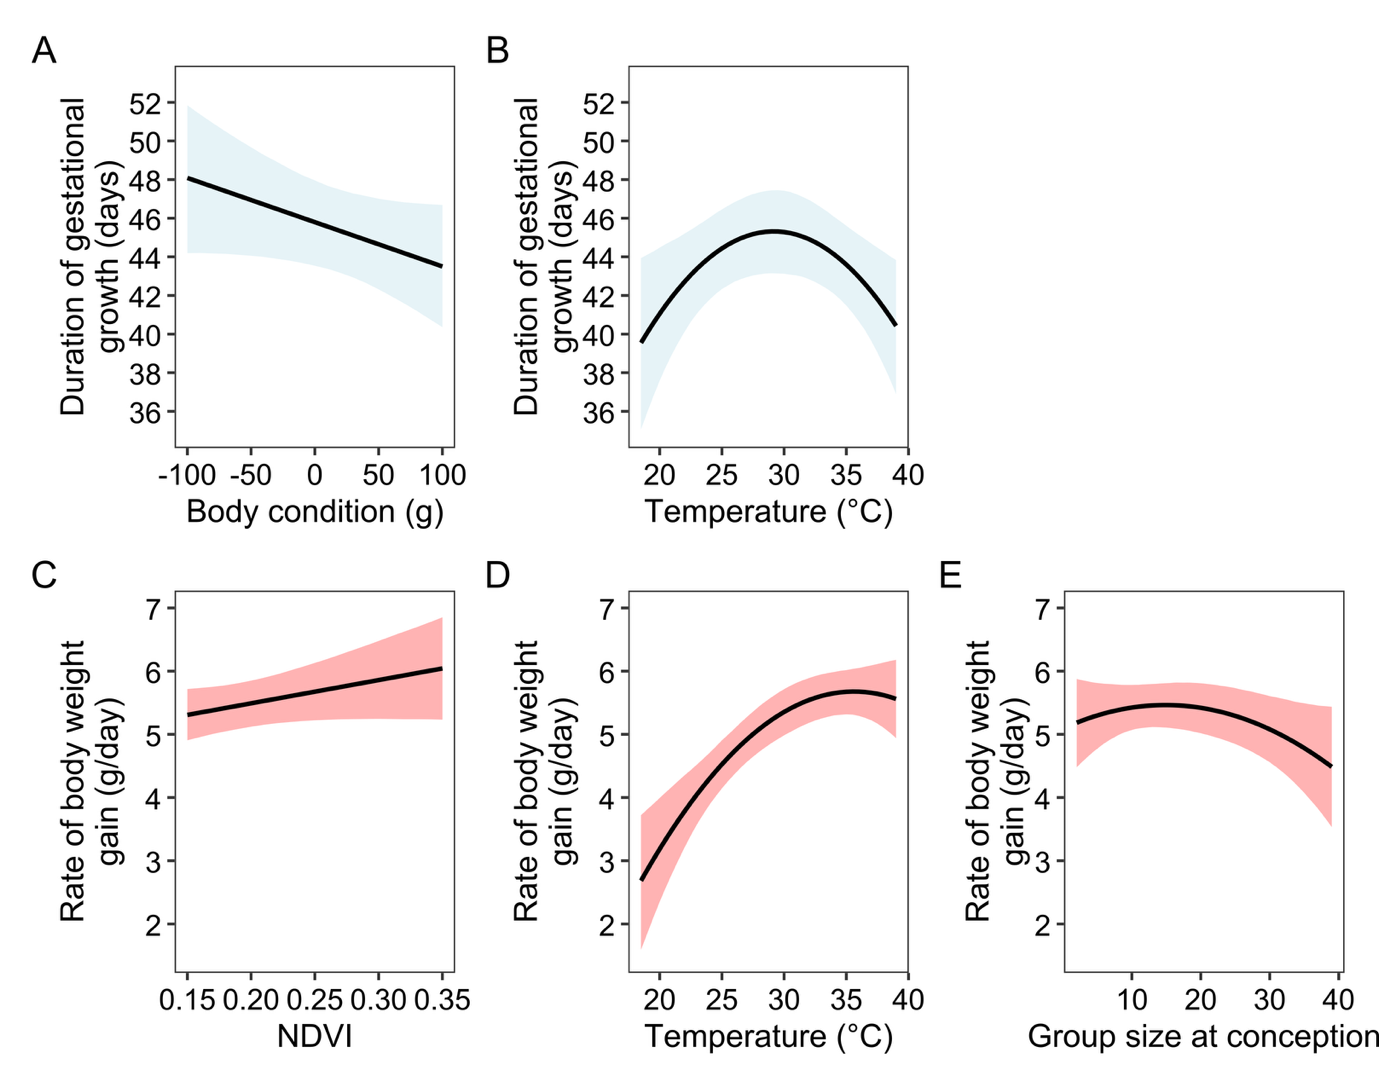 A
Duration of gestational
growth (days)
52
50
48
46
44
42
40
38
36
-100 -50 0 50 100
Body condition (g)
B
Duration of gestational
growth (days)
52
50
48
46
44
42
40
38
36
20 25 30 35 40
Temperature (°C)
C
Rate of body weight
gain (g/day)
7
6
5
4
3
2
0.15 0.20 0.25 0.30 0.35
NDVI
D
Rate of body weight
gain (g/day)
7
6
5
4
3
2
20 25 30 35 40
Temperature (°C)
E
Rate of body weight
gain (g/day)
7
6
5
4
3
2
10 20 30 40
Group size at conception